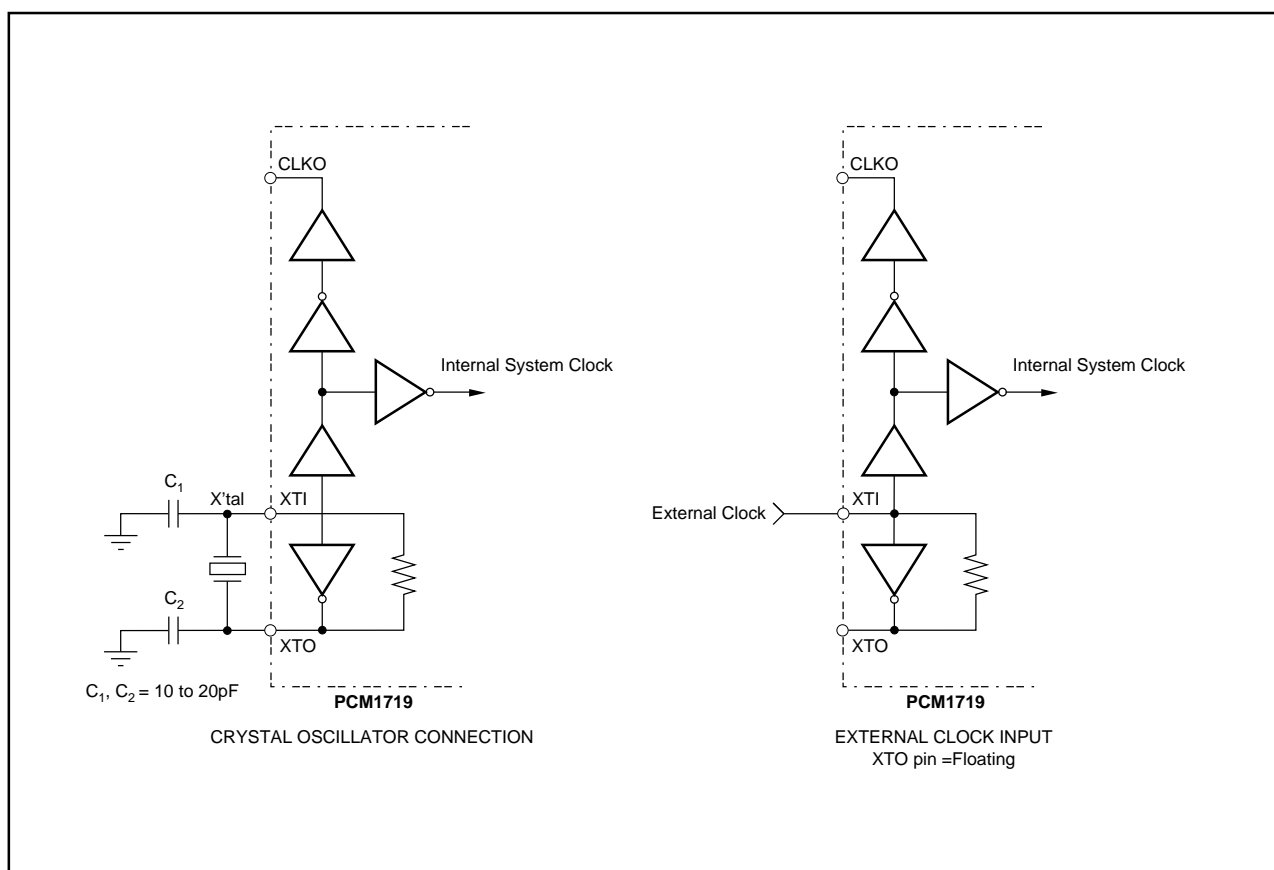 CLKO
Internal System Clock
C1
X'tal
XTI
C2
XTO
C1, C2 = 10 to 20pF
PCM1719
CRYSTAL OSCILLATOR CONNECTION
CLKO
Internal System Clock
XTI
External Clock
XTO
PCM1719
EXTERNAL CLOCK INPUT
XTO pin =Floating